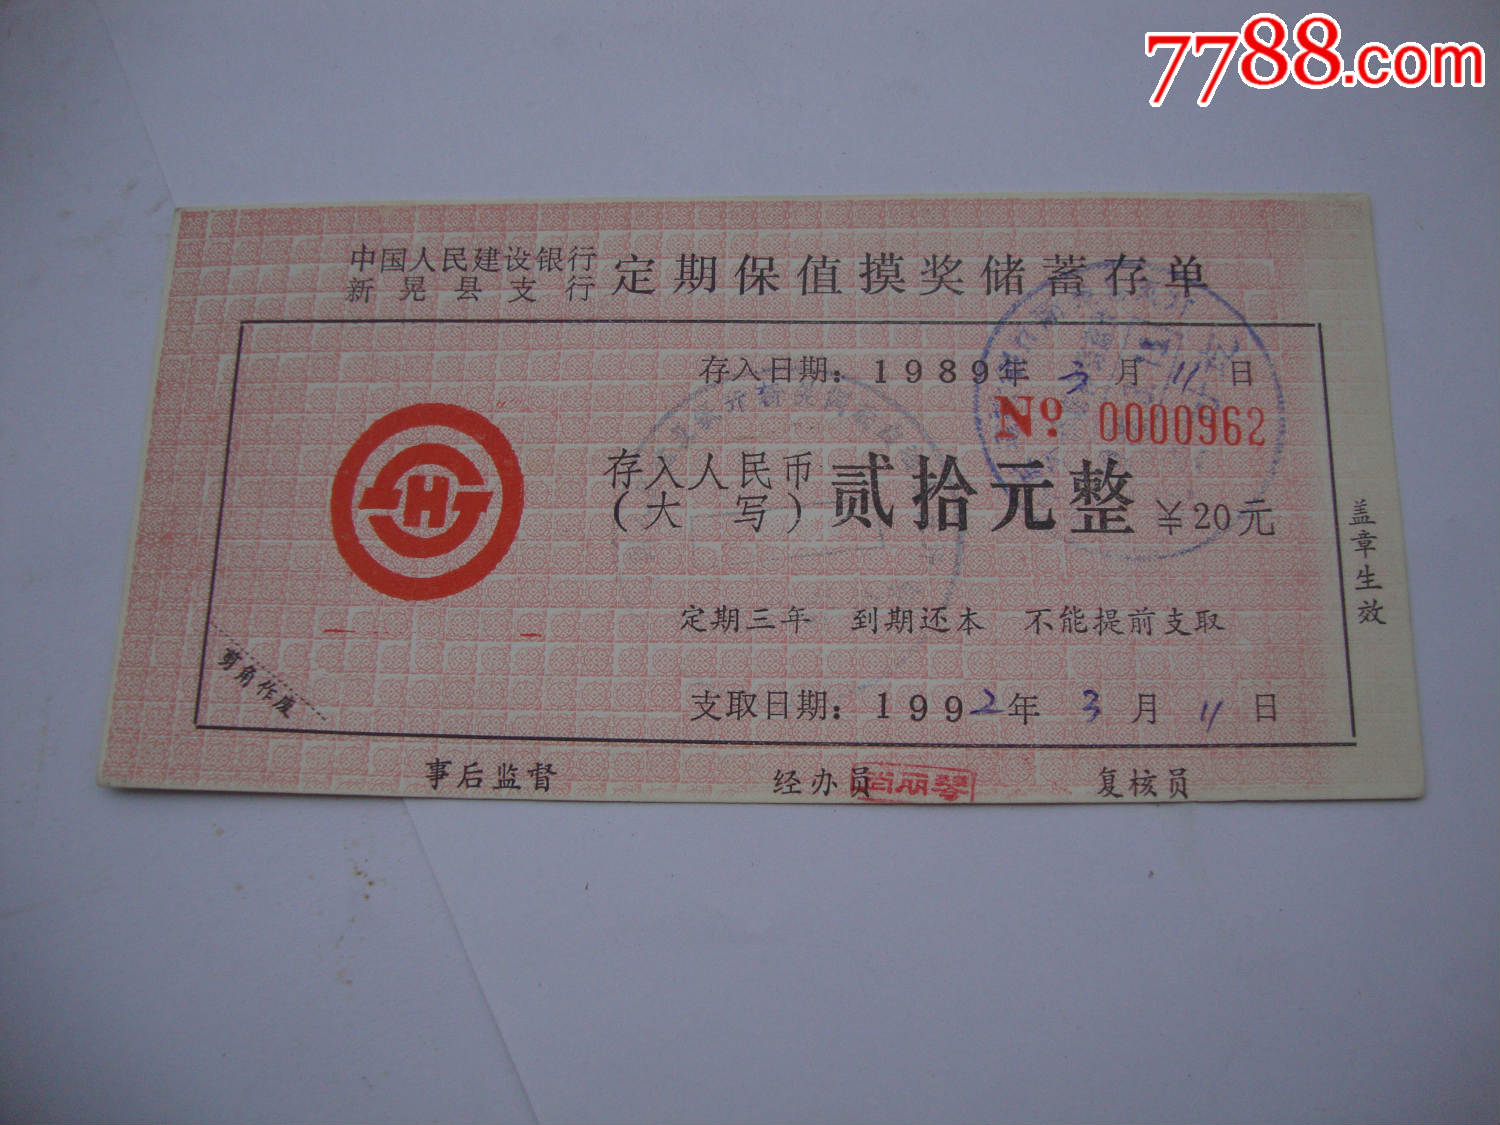 7788.com
中国人民建设银行
新晃县支行
定期保值摸奖储蓄存单
存入日期：1989年3月11日
No 0000962
存入人民币
（大写）
贰拾元整 ￥20元
定期三年 到期还本 不能提前支取
支取日期：1992年3月11日
剪角作废
盖章生效
事后监督 经办员 复核员